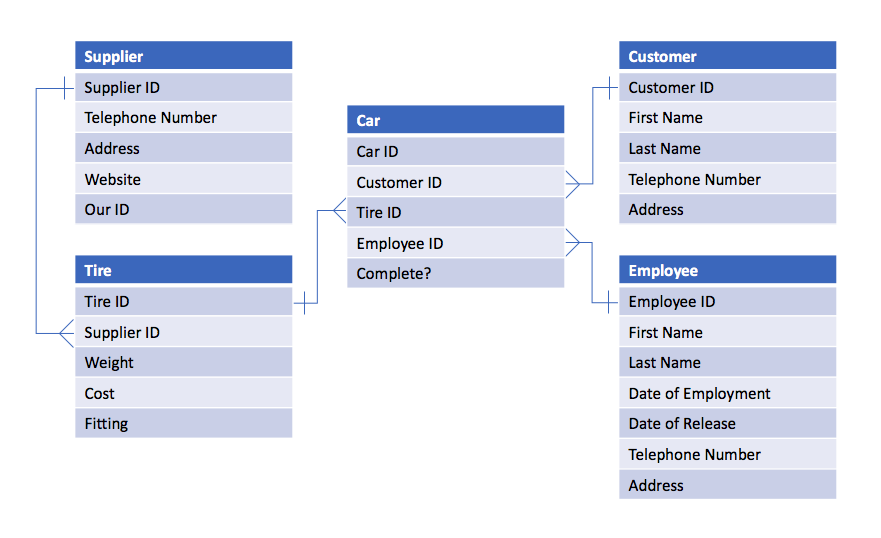 Supplier
Supplier ID
Telephone Number
Address
Website
Our ID
Tire
Tire ID
Supplier ID
Weight
Cost
Fitting
Car
Car ID
Customer ID
Tire ID
Employee ID
Complete?
Customer
Customer ID
First Name
Last Name
Telephone Number
Address
Employee
Employee ID
First Name
Last Name
Date of Employment
Date of Release
Telephone Number
Address